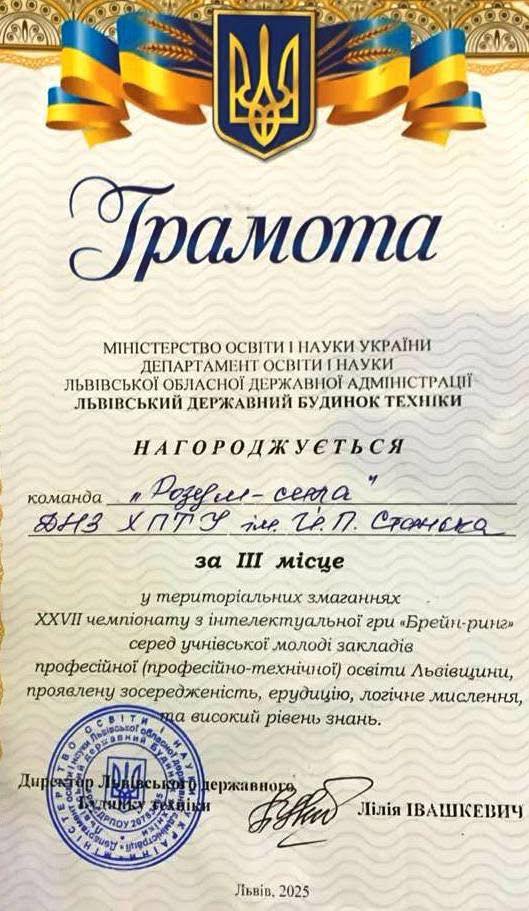 Грамота
МІНІСТЕРСТВО ОСВІТИ І НАУКИ УКРАЇНИ
ДЕПАРТАМЕНТ ОСВІТИ І НАУКИ
ЛЬВІВСЬКОЇ ОБЛАСНОЇ ДЕРЖАВНОЇ АДМІНІСТРАЦІЇ
ЛЬВІВСЬКИЙ ДЕРЖАВНИЙ БУДИНОК ТЕХНІКИ
НАГОРОДЖУЄТЬСЯ
команда „Розум-сила"
ДНЗ ХПТУ ім. Й.П.
за III місце
у територіальних змаганнях
XXVII чемпіонату з інтелектуальної гри «Брейн-ринг»
серед учнівської молоді закладів
професійної (професійно-технічної) освіти Львівщини,
проявлену зосередженість, ерудицію, логічне мислення,
та високий рівень знань.
Директор Львівського державного
Будинку техніки
Лілія ІВАШКЕВИЧ
Львів, 2025